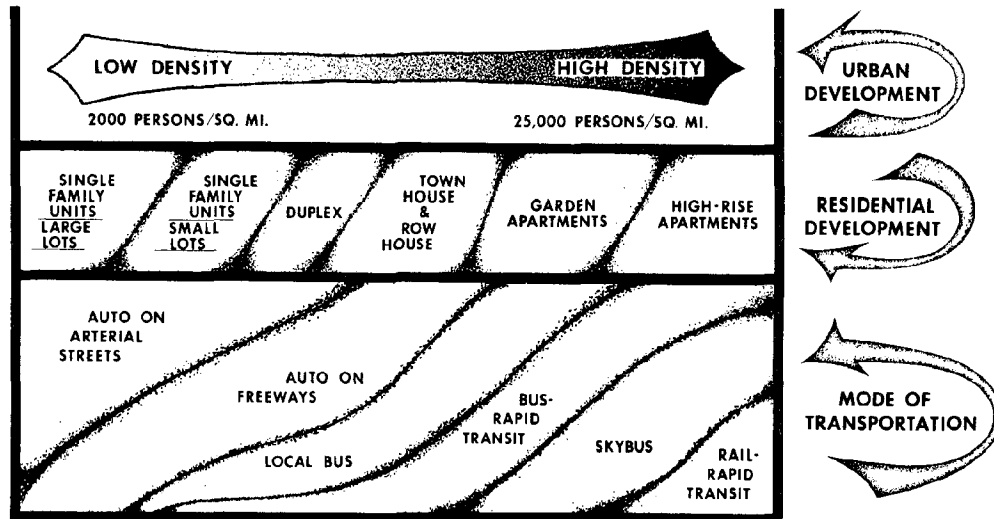 LOW DENSITY
HIGH DENSITY
2000 PERSONS/SQ. MI.
25,000 PERSONS/SQ. MI.
URBAN
DEVELOPMENT
SINGLE
FAMILY
UNITS
LARGE
LOTS
SINGLE
FAMILY
UNITS
SMALL
LOTS
DUPLEX
TOWN
HOUSE
&
ROW
HOUSE
GARDEN
APARTMENTS
HIGH-RISE
APARTMENTS
RESIDENTIAL
DEVELOPMENT
AUTO ON
ARTERIAL
STREETS
AUTO ON
FREEWAYS
LOCAL BUS
BUS-
RAPID
TRANSIT
SKYBUS
RAIL-
RAPID
TRANSIT
MODE OF
TRANSPORTATION